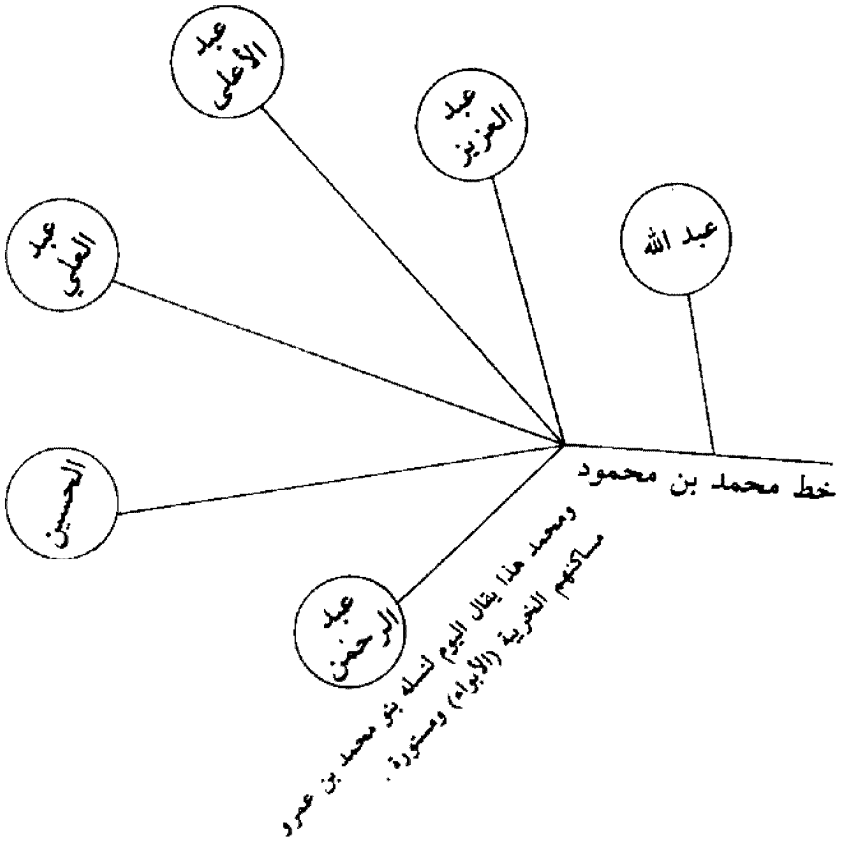 عبد
الأعلى
عبد
العزيز
عبد الله
عبد
العلي
الحسين
عبد
الرحمن
خط محمد بن محمود
ومحمد هذا يقال اليوم لنسله بنو محمد بن عمرو
مساكنهم الخريبة (الأبواء) ومستورة .